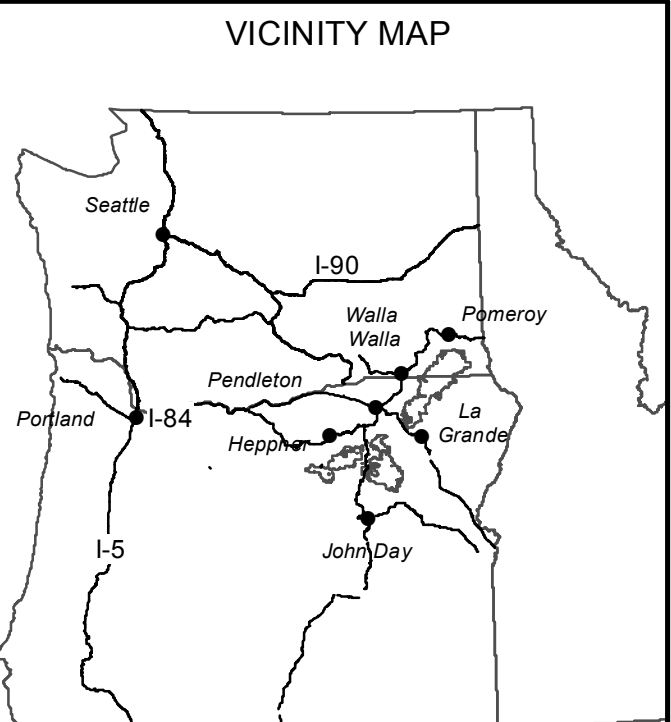 VICINITY MAP
Seattle
I-90
Walla
Walla
Pomeroy
Pendleton
La
Grande
Portland
I-84
Heppner
I-5
John Day